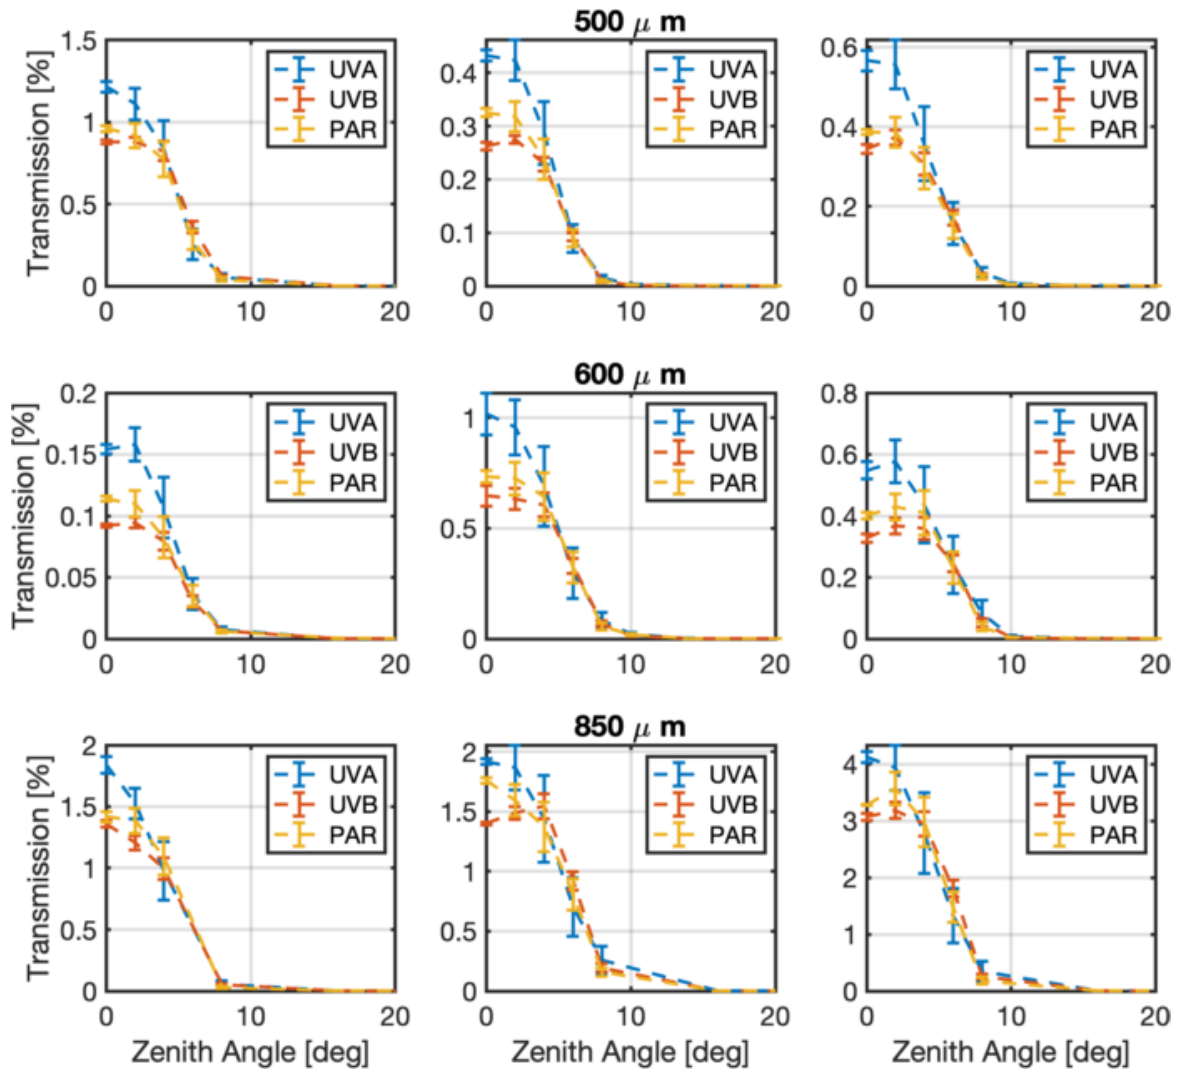 500 μ m
Transmission [%]
1.5
1
0.5
0
0 10 20
UVA
UVB
PAR
0.4
0.3
0.2
0.1
0
0 10 20
UVA
UVB
PAR
0.6
0.4
0.2
0
0 10 20
UVA
UVB
PAR
600 μ m
Transmission [%]
0.2
0.15
0.1
0.05
0
0 10 20
UVA
UVB
PAR
1
0.5
0
0 10 20
UVA
UVB
PAR
0.8
0.6
0.4
0.2
0
0 10 20
UVA
UVB
PAR
850 μ m
Transmission [%]
2
1.5
1
0.5
0
0 10 20
Zenith Angle [deg]
UVA
UVB
PAR
2
1.5
1
0.5
0
0 10 20
Zenith Angle [deg]
UVA
UVB
PAR
4
3
2
1
0
0 10 20
Zenith Angle [deg]
UVA
UVB
PAR